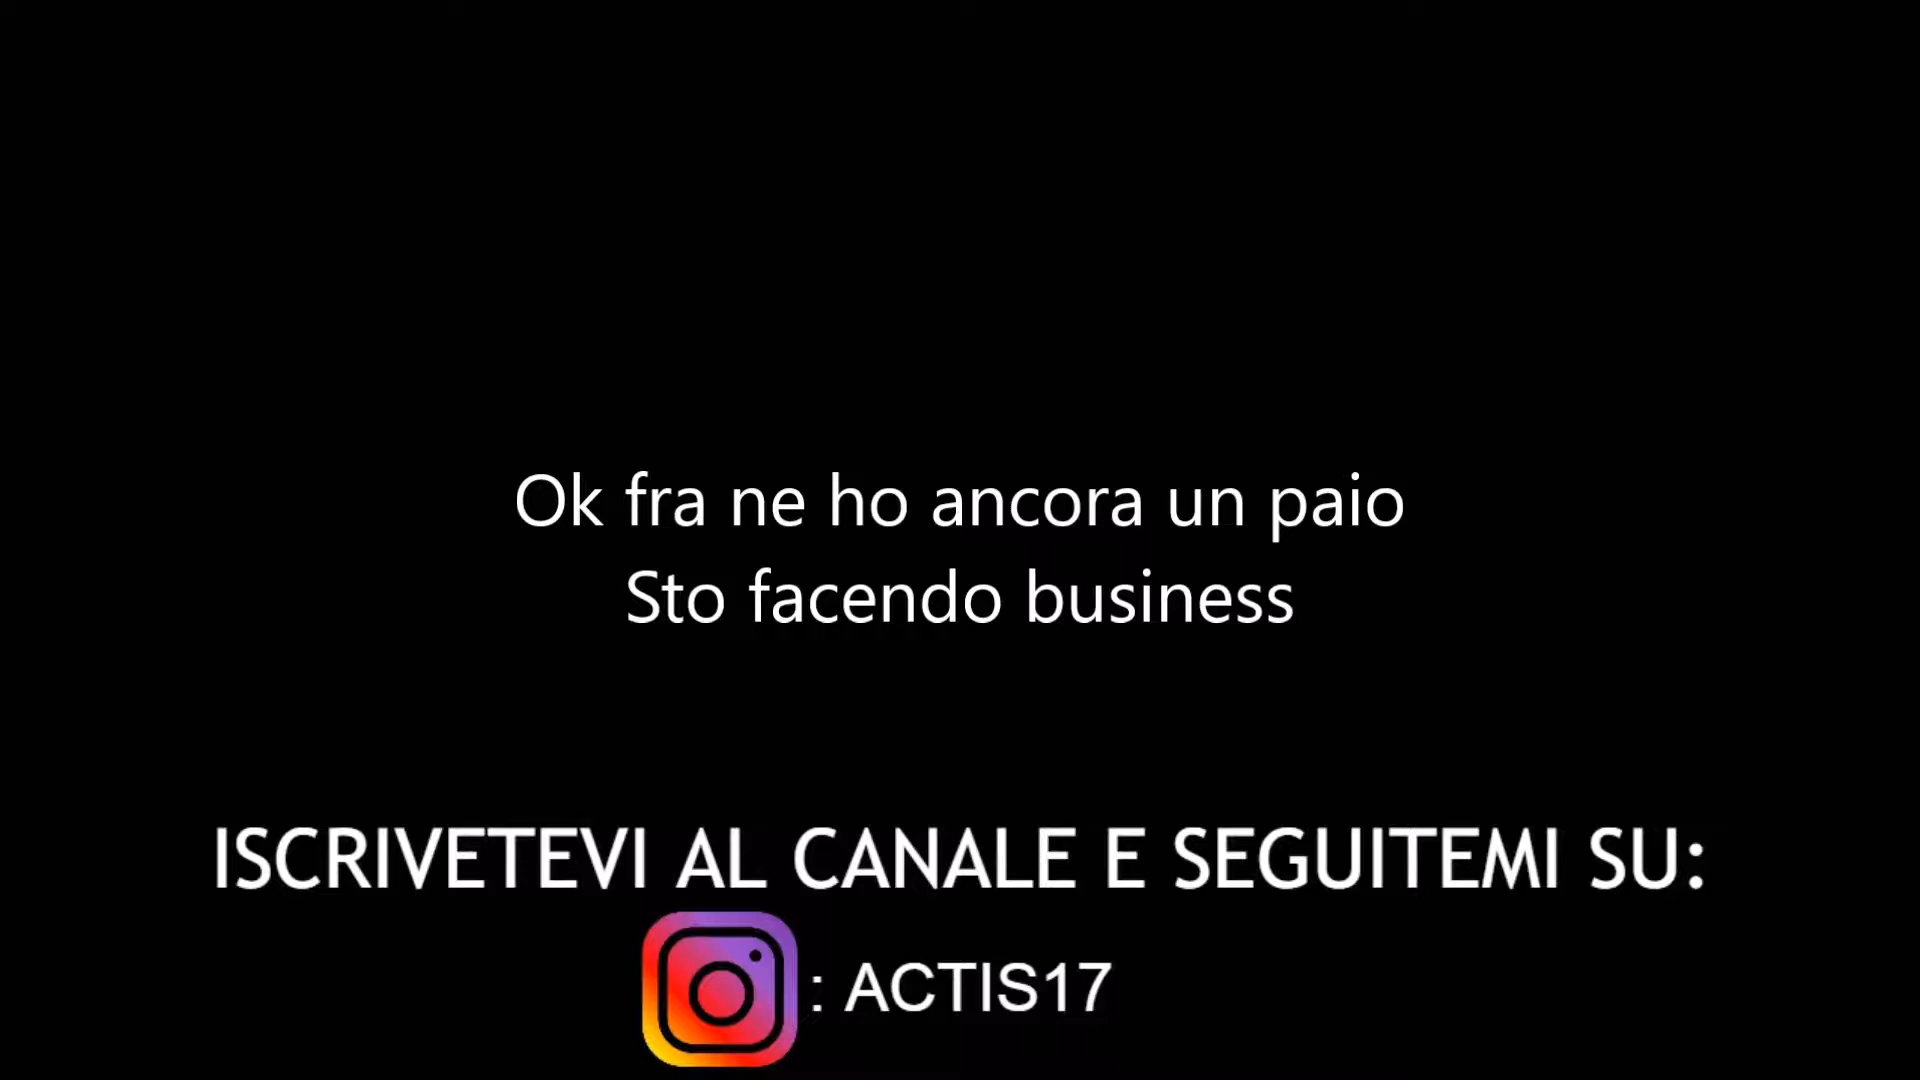 Ok fra ne ho ancora un paio
Sto facendo business
ISCRIVETEVI AL CANALE E SEGUITEMI SU:
: ACTIS17